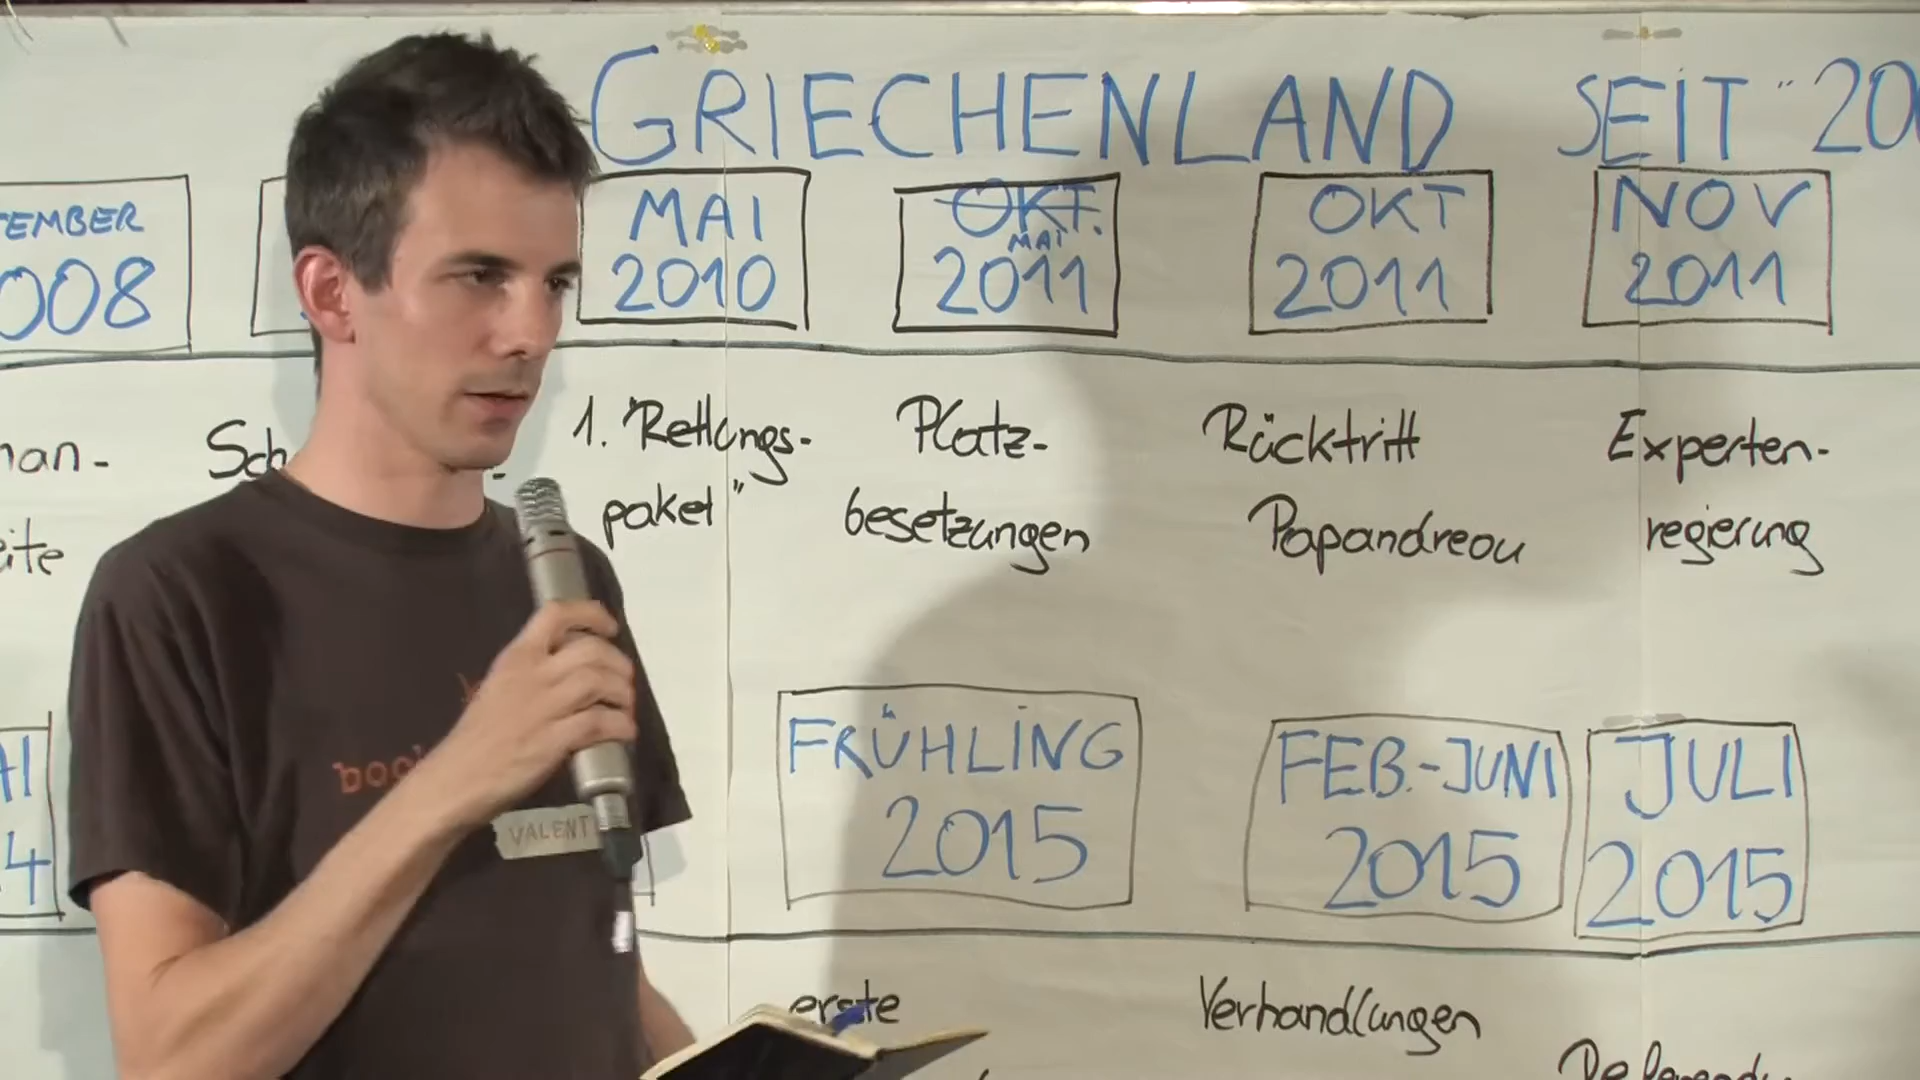 GRIECHENLAND SEIT 20
TEMBER
2008
MAI
2010
OKT.
MAI
2011
OKT
2011
NOV
2011
1. "Rettungs-
paket"
Platz-
besetzungen
Rücktritt
Papandreou
Experten-
regierung
FRÜHLING
2015
FEB.-JUNI
2015
JULI
2015
erste
Verhandlungen
VALENT